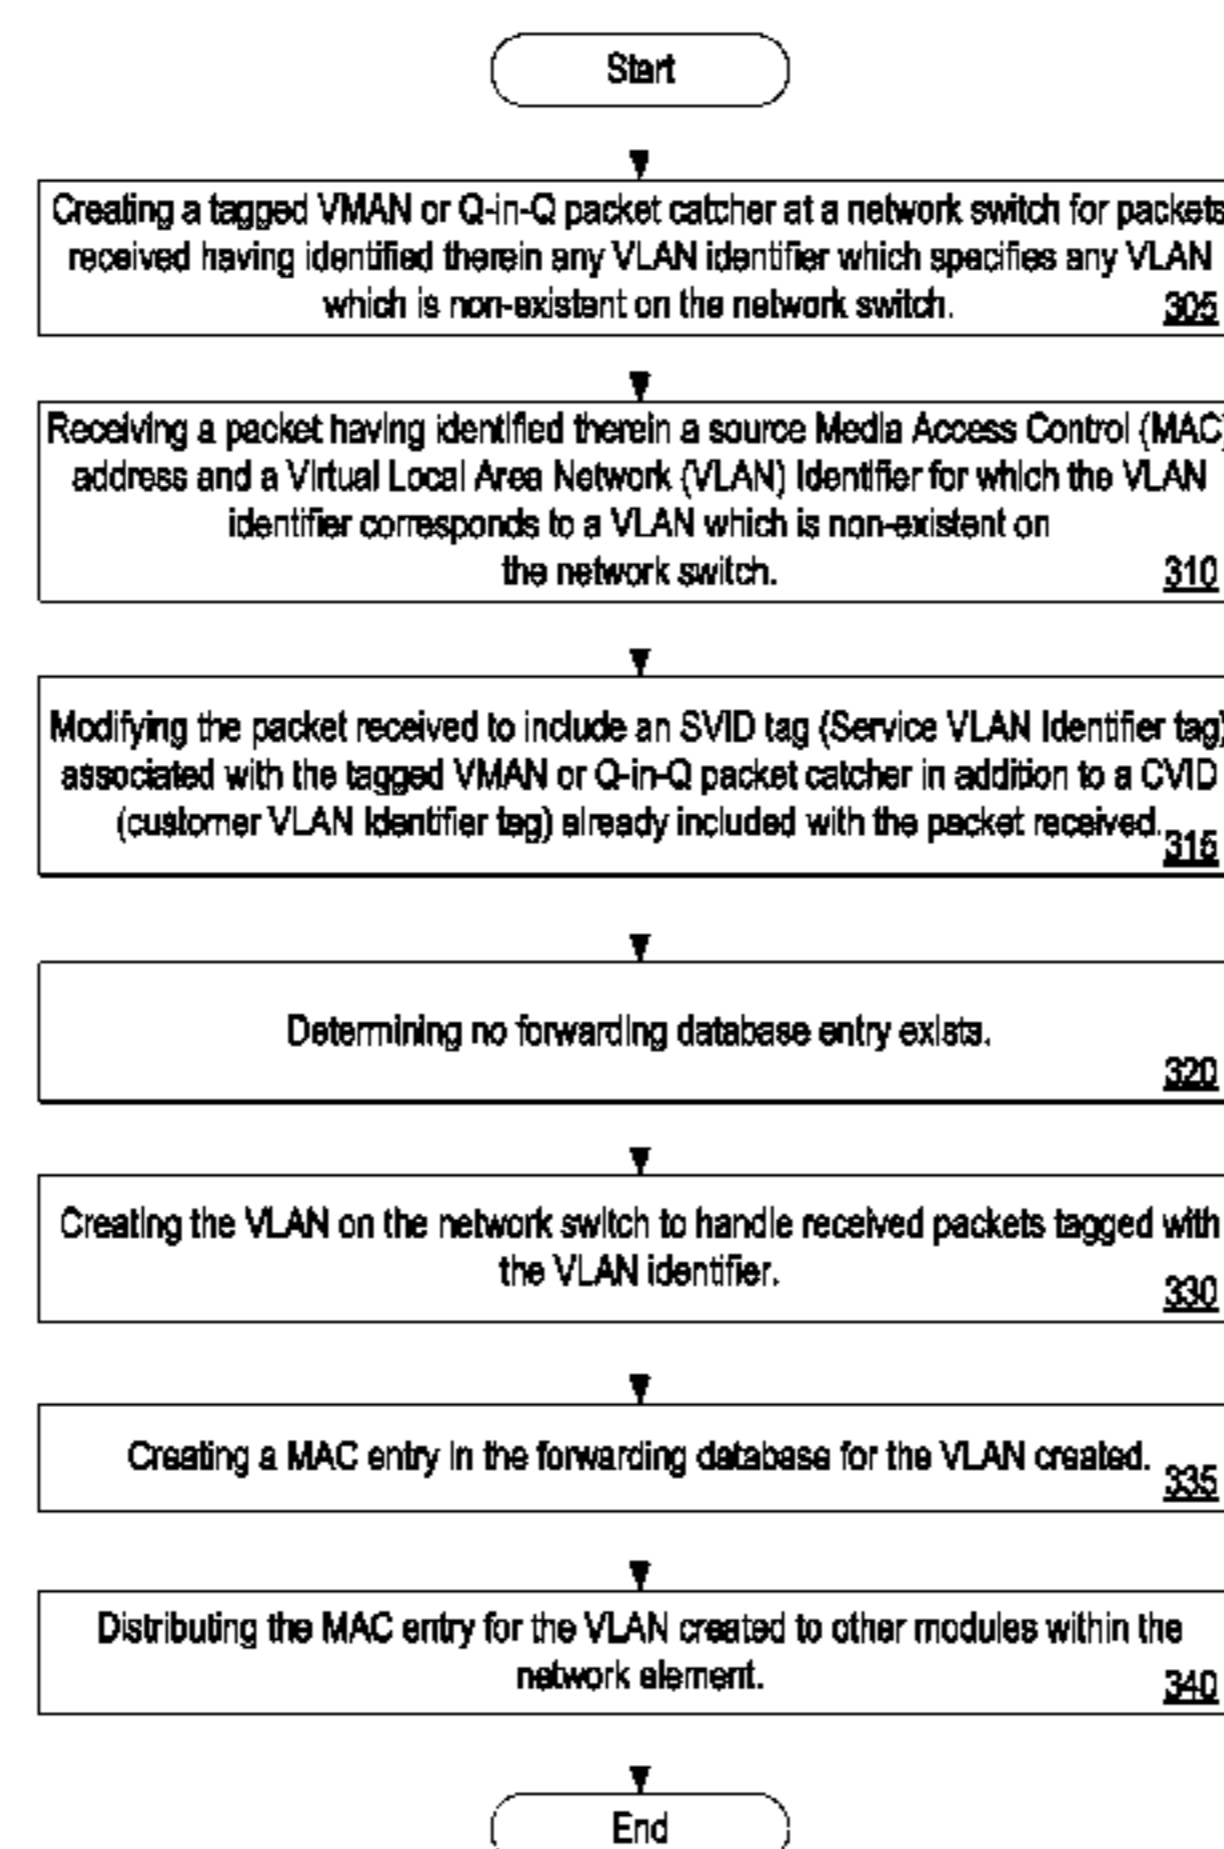 Start
Creating a tagged VMAN or Q-in-Q packet catcher at a network switch for packets
received having identified therein any VLAN identifier which specifies any VLAN
which is non-existent on the network switch.
305
Receiving a packet having identified therein a source Media Access Control (MAC)
address and a Virtual Local Area Network (VLAN) Identifier for which the VLAN
identifier corresponds to a VLAN which is non-existent on
the network switch.
310
Modifying the packet received to include an SVID tag (Service VLAN Identifier tag)
associated with the tagged VMAN or Q-in-Q packet catcher in addition to a CVID
(customer VLAN Identifier tag) already included with the packet received.
315
Determining no forwarding database entry exists.
320
Creating the VLAN on the network switch to handle received packets tagged with
the VLAN identifier.
330
Creating a MAC entry in the forwarding database for the VLAN created.
335
Distributing the MAC entry for the VLAN created to other modules within the
network element.
340
End